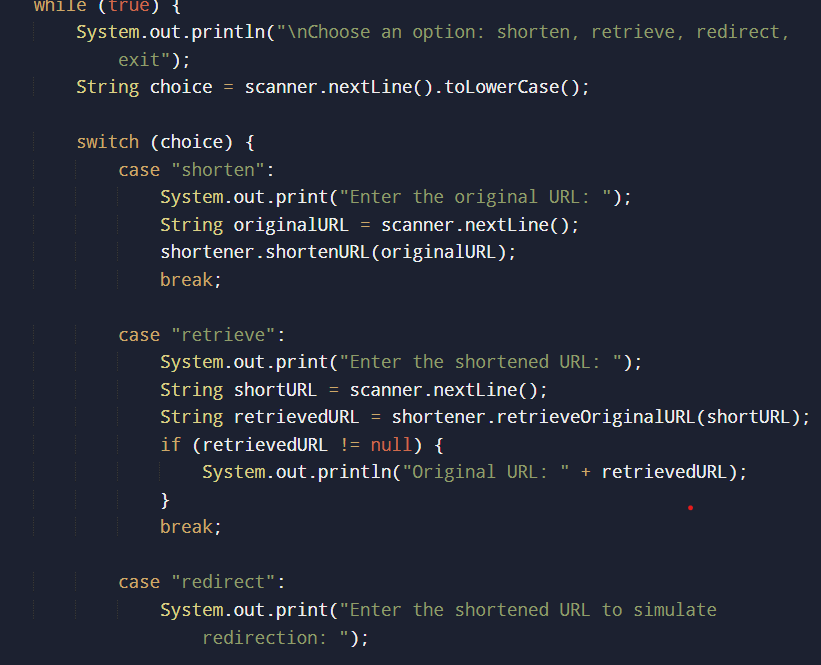 while (true) {
System.out.println("\nChoose an option: shorten, retrieve, redirect,
exit");
String choice = scanner.nextLine().toLowerCase();
switch (choice) {
case "shorten":
System.out.print("Enter the original URL: ");
String originalURL = scanner.nextLine();
shortener.shortenURL(originalURL);
break;
case "retrieve":
System.out.print("Enter the shortened URL: ");
String shortURL = scanner.nextLine();
String retrievedURL = shortener.retrieveOriginalURL(shortURL);
if (retrievedURL != null) {
System.out.println("Original URL: " + retrievedURL);
}
break;
case "redirect":
System.out.print("Enter the shortened URL to simulate
redirection: ");